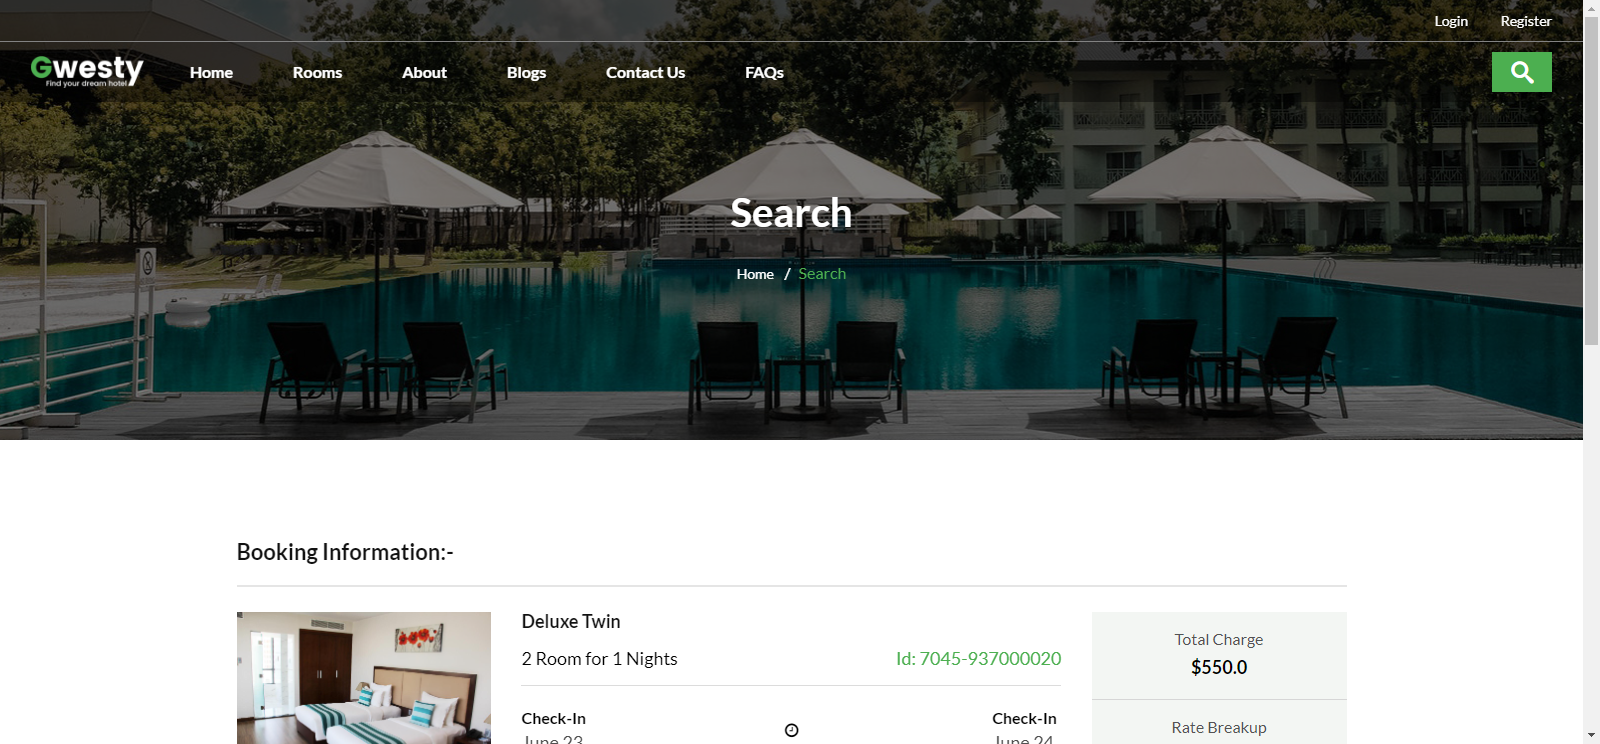 Login Register
Gwesty
Find your dream hotel
Home Rooms About Blogs Contact Us FAQs
Search
Home / Search
Booking Information:-
Deluxe Twin
2 Room for 1 Nights Id: 7045-937000020
Total Charge
$550.0
Check-In Check-In
June 23 June 24
Rate Breakup